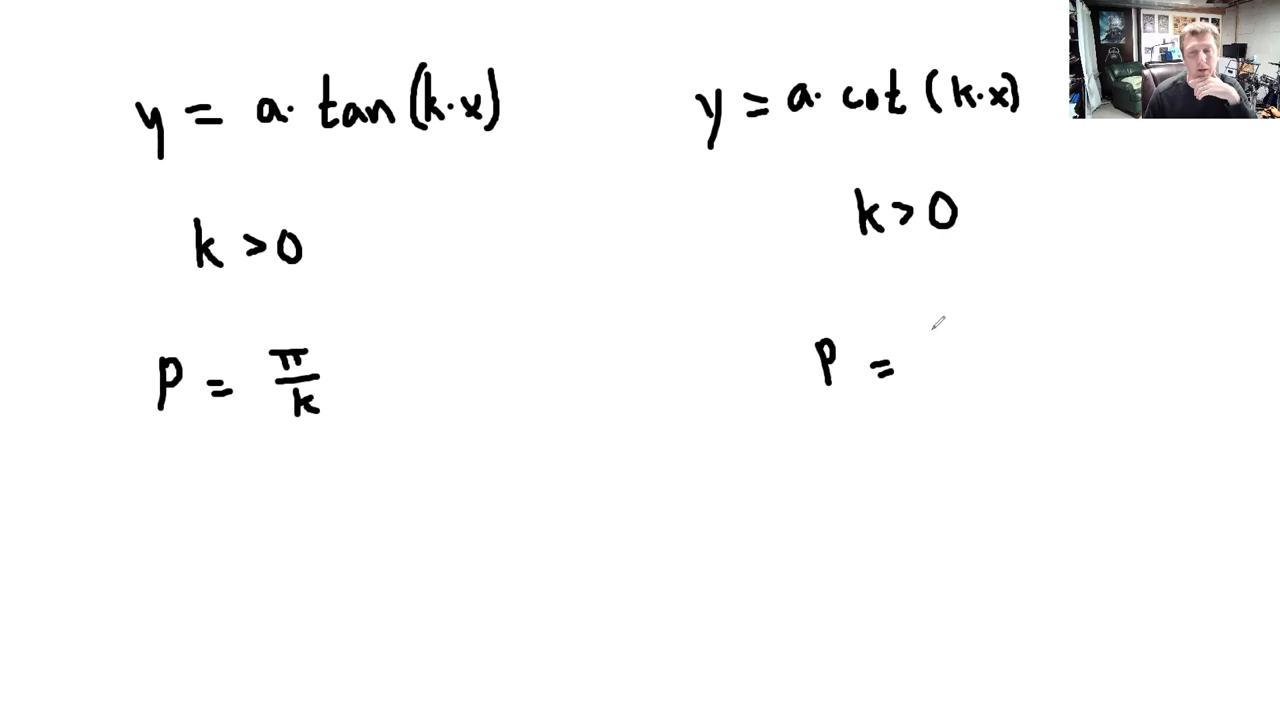 y = a · tan(k·x)
k > 0
P = π/k
y = a · cot(k·x)
k > 0
P =